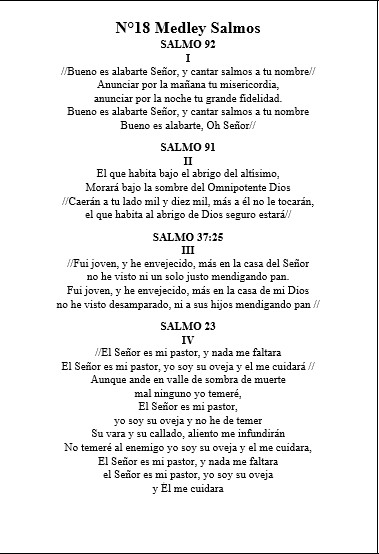 N°18 Medley Salmos
SALMO 92
I
//Bueno es alabarte Señor, y cantar salmos a tu nombre//
Anunciar por la mañana tu misericordia,
anunciar por la noche tu grande fidelidad.
Bueno es alabarte Señor, y cantar salmos a tu nombre
Bueno es alabarte, Oh Señor//
SALMO 91
II
El que habita bajo el abrigo del altísimo,
Morará bajo la sombre del Omnipotente Dios
//Caerán a tu lado mil y diez mil, más a él no le tocarán,
el que habita al abrigo de Dios seguro estará//
SALMO 37:25
III
//Fui joven, y he envejecido, más en la casa del Señor
no he visto ni un solo justo mendigando pan.
Fui joven, y he envejecido, más en la casa de mi Dios
no he visto desamparado, ni a sus hijos mendigando pan //
SALMO 23
IV
//El Señor es mi pastor, y nada me faltara
El Señor es mi pastor, yo soy su oveja y el me cuidará //
Aunque ande en valle de sombra de muerte
mal ninguno yo temeré,
El Señor es mi pastor,
yo soy su oveja y no he de temer
Su vara y su callado, aliento me infundirán
No temeré al enemigo yo soy su oveja y el me cuidara,
El Señor es mi pastor, y nada me faltara
el Señor es mi pastor, yo soy su oveja
y Él me cuidara